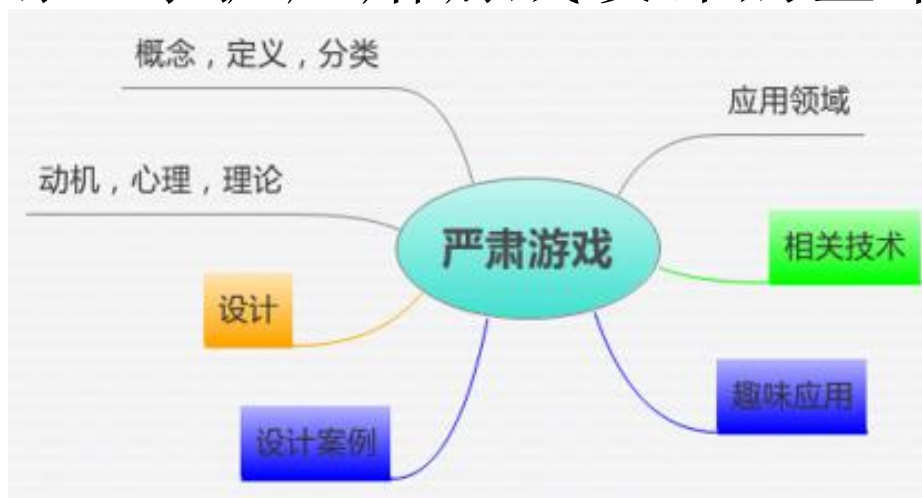 概念，定义，分类
应用领域
动机，心理，理论
严肃游戏
相关技术
设计
趣味应用
设计案例